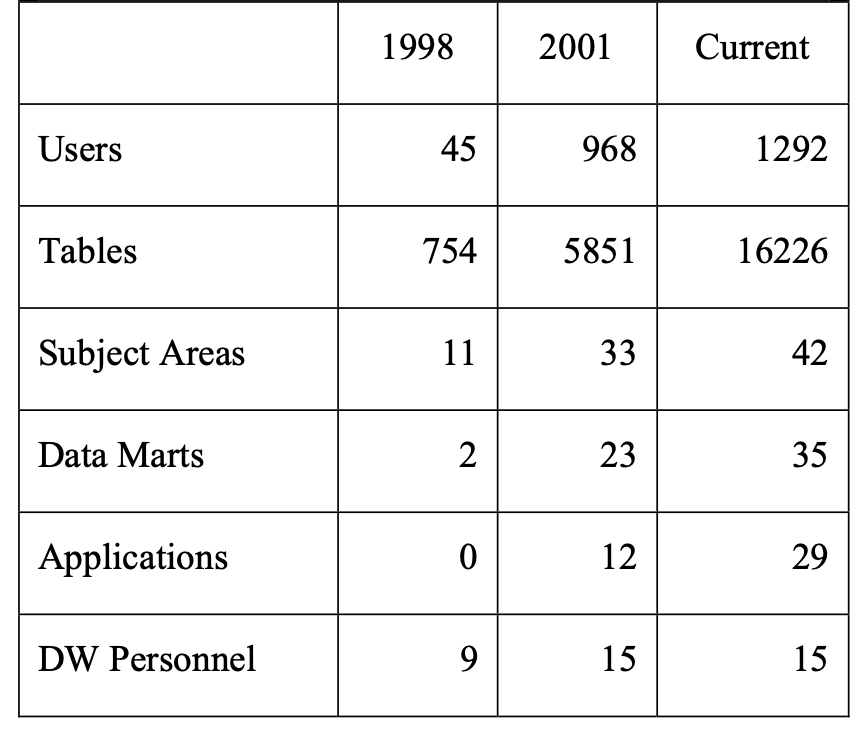 1998 2001 Current
Users 45 968 1292
Tables 754 5851 16226
Subject Areas 11 33 42
Data Marts 2 23 35
Applications 0 12 29
DW Personnel 9 15 15